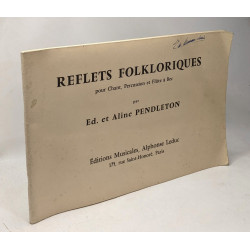 REFLETS FOLKLORIQUES
pour Chant, Percussion et Flûte à Bec
par
Ed. et Aline PENDLETON
Éditions Musicales, Alphonse Leduc
175, rue Saint-Honoré, Paris